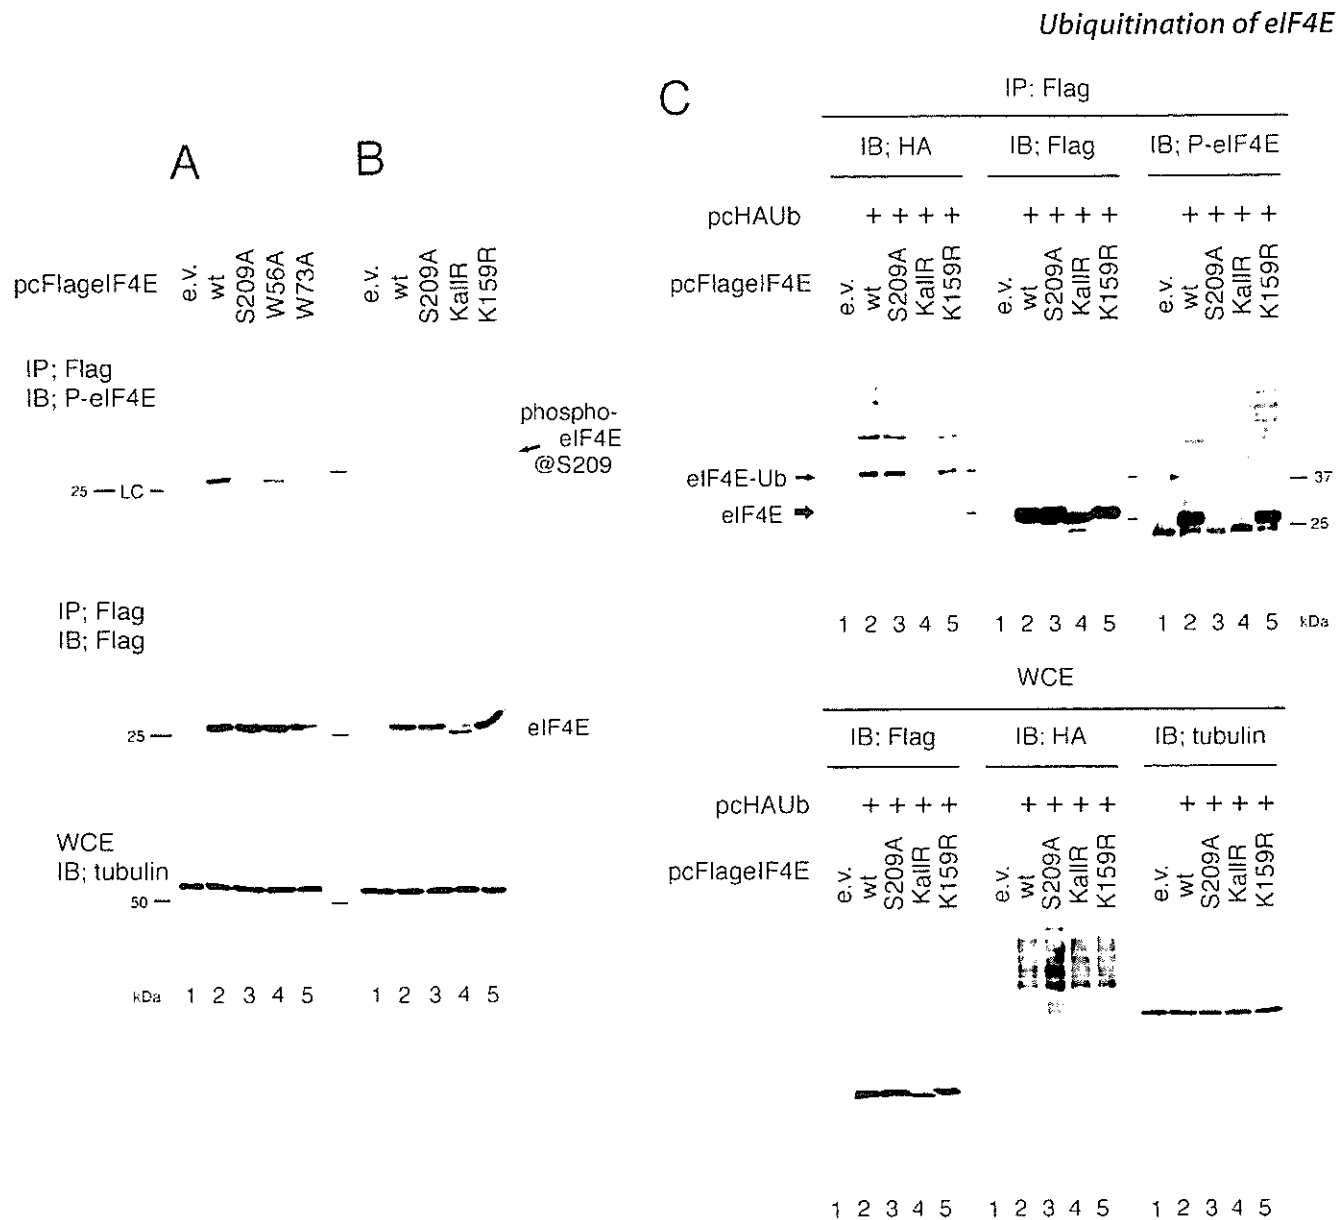 Ubiquitination of eIF4E
A
B
pcFlageIF4E
e.v.
wt
S209A
W56A
W73A
e.v.
wt
S209A
KallR
K159R
IP; Flag
IB; P-eIF4E
phospho-
eIF4E
@S209
25
LC
IP; Flag
IB; Flag
25
eIF4E
WCE
IB; tubulin
50
kDa 1 2 3 4 5 1 2 3 4 5
C
IP: Flag
IB; HA IB; Flag IB; P-eIF4E
pcHAUb + + + + + + + + + + + +
pcFlageIF4E
e.v.
wt
S209A
KallR
K159R
e.v.
wt
S209A
KallR
K159R
e.v.
wt
S209A
KallR
K159R
eIF4E-Ub
37
eIF4E
25
1 2 3 4 5 1 2 3 4 5 1 2 3 4 5 kDa
WCE
IB: Flag IB: HA IB; tubulin
pcHAUb + + + + + + + + + + + +
pcFlageIF4E
e.v.
wt
S209A
KallR
K159R
e.v.
wt
S209A
KallR
K159R
e.v.
wt
S209A
KallR
K159R
1 2 3 4 5 1 2 3 4 5 1 2 3 4 5